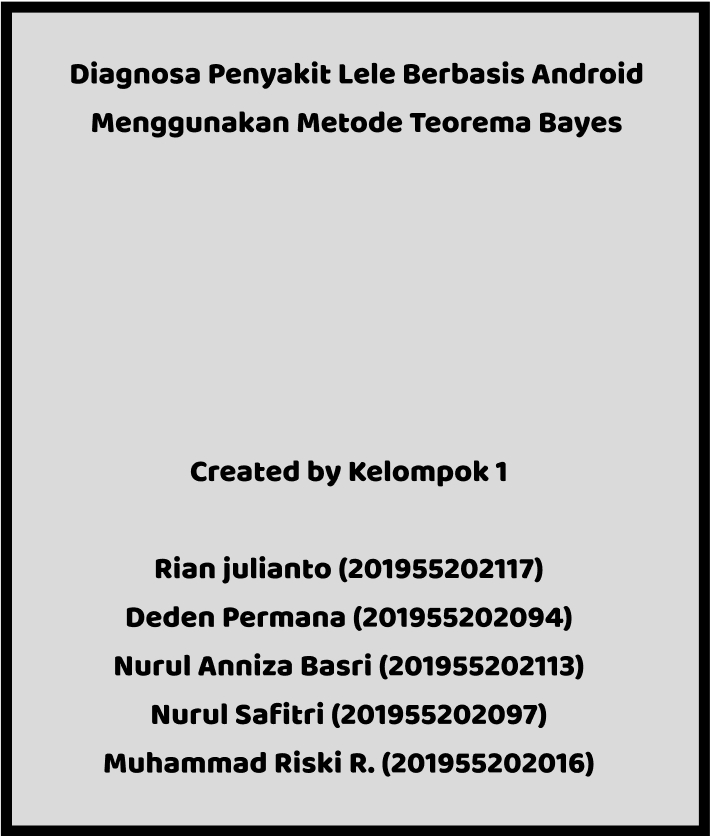 Diagnosa Penyakit Lele Berbasis Android
Menggunakan Metode Teorema Bayes
Created by Kelompok 1
Rian julianto (201955202117)
Deden Permana (201955202094)
Nurul Anniza Basri (201955202113)
Nurul Safitri (201955202097)
Muhammad Riski R. (201955202016)